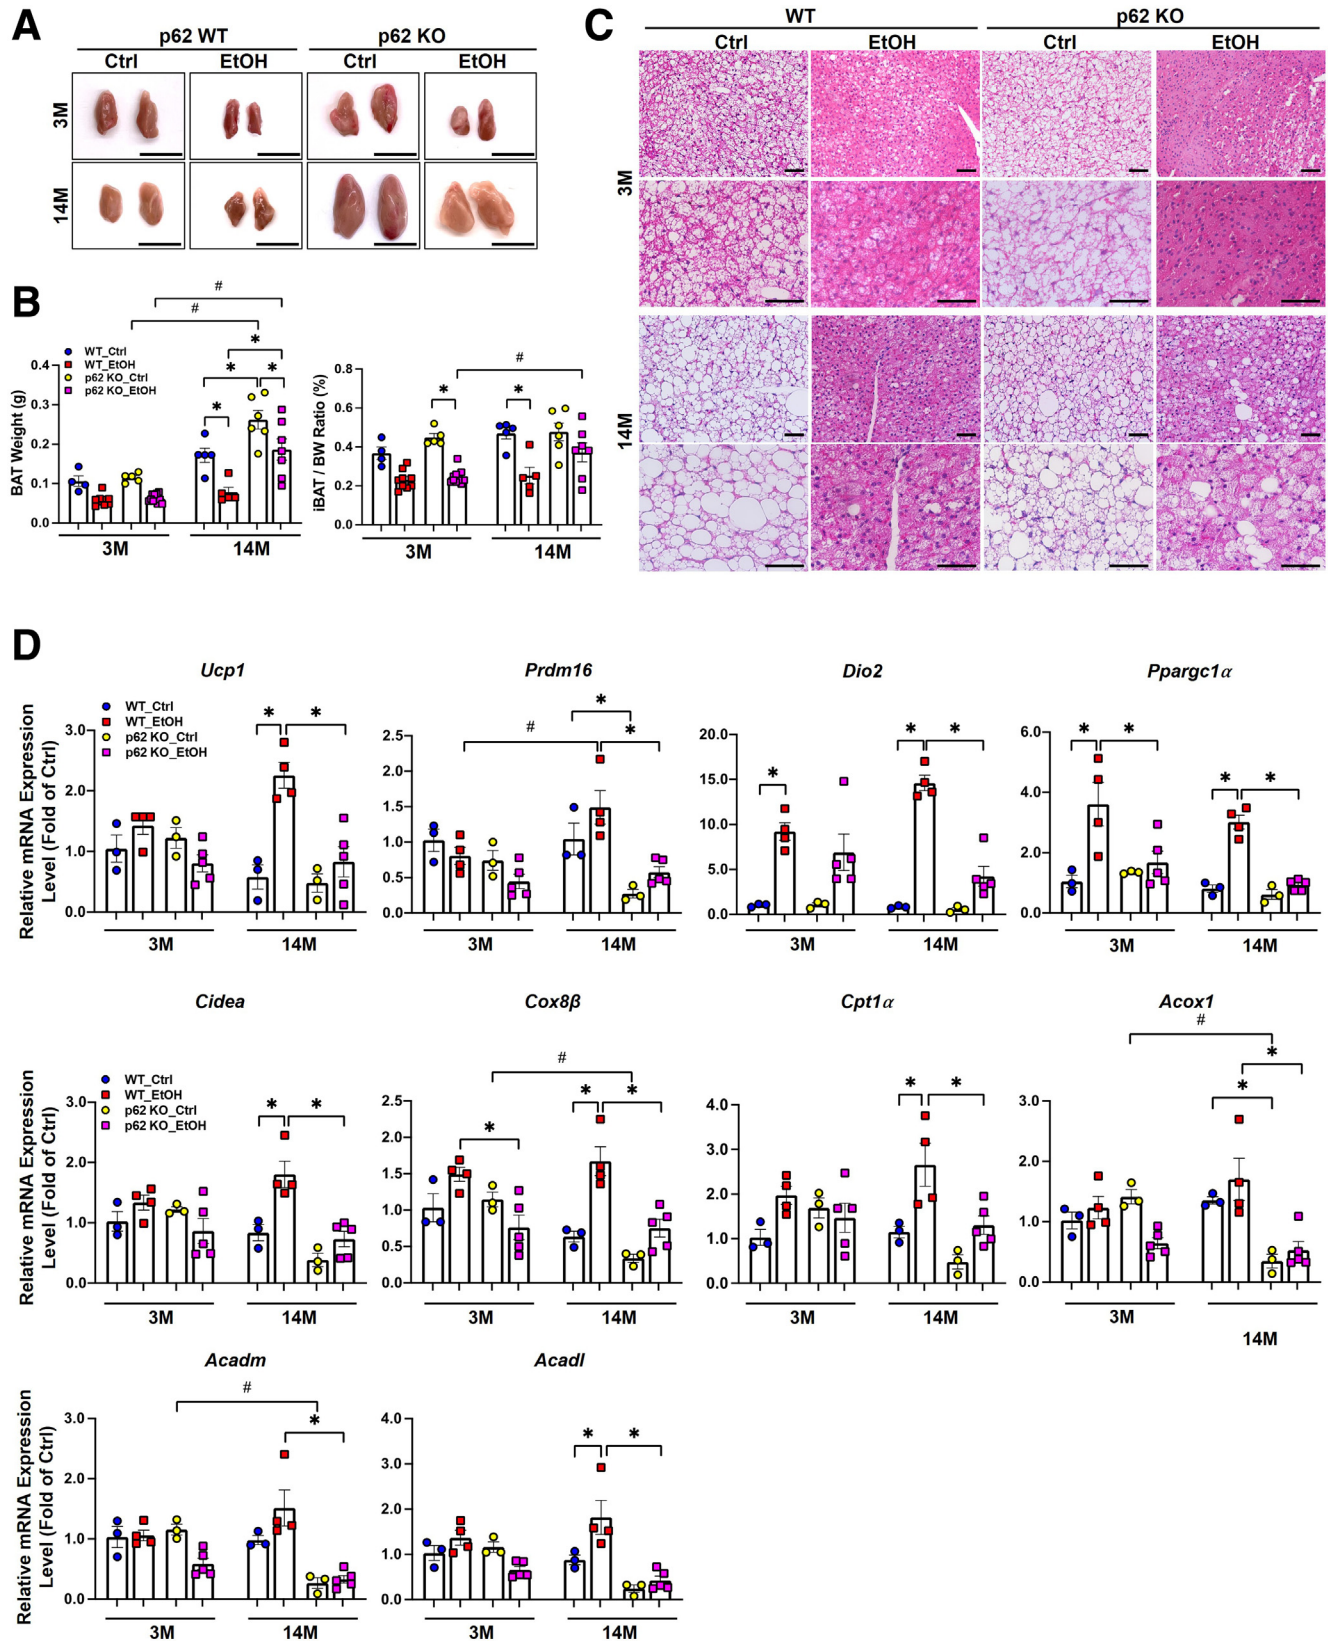 A
p62 WT
p62 KO
Ctrl
EtOH
Ctrl
EtOH
3M
14M
B
#
#
*
*
*
*
WT_Ctrl
WT_EtOH
p62 KO_Ctrl
p62 KO_EtOH
BAT Weight (g)
0.4
0.3
0.2
0.1
0.0
3M
14M
#
*
*
iBAT / BW Ratio (%)
0.8
0.6
0.4
0.2
0.0
3M
14M
C
WT
p62 KO
Ctrl
EtOH
Ctrl
EtOH
3M
14M
D
Ucp1
WT_Ctrl
WT_EtOH
p62 KO_Ctrl
p62 KO_EtOH
* *
Relative mRNA Expression
Level (Fold of Ctrl)
3.0
2.0
1.0
0.0
3M
14M
Prdm16
*
# *
2.5
2.0
1.5
1.0
0.5
0.0
3M
14M
Dio2
* * *
20.0
15.0
10.0
5.0
0.0
3M
14M
Ppargc1α
* *
* *
6.0
4.0
2.0
0.0
3M
14M
Cidea
WT_Ctrl
WT_EtOH
p62 KO_Ctrl
p62 KO_EtOH
* *
Relative mRNA Expression
Level (Fold of Ctrl)
3.0
2.0
1.0
0.0
3M
14M
Cox8β
#
* *
*
2.5
2.0
1.5
1.0
0.5
0.0
3M
14M
Cpt1α
* *
4.0
3.0
2.0
1.0
0.0
3M
14M
Acox1
#
*
*
3.0
2.0
1.0
0.0
3M
14M
Acadm
#
*
Relative mRNA Expression
Level (Fold of Ctrl)
3.0
2.0
1.0
0.0
3M
14M
Acadl
* *
4.0
3.0
2.0
1.0
0.0
3M
14M